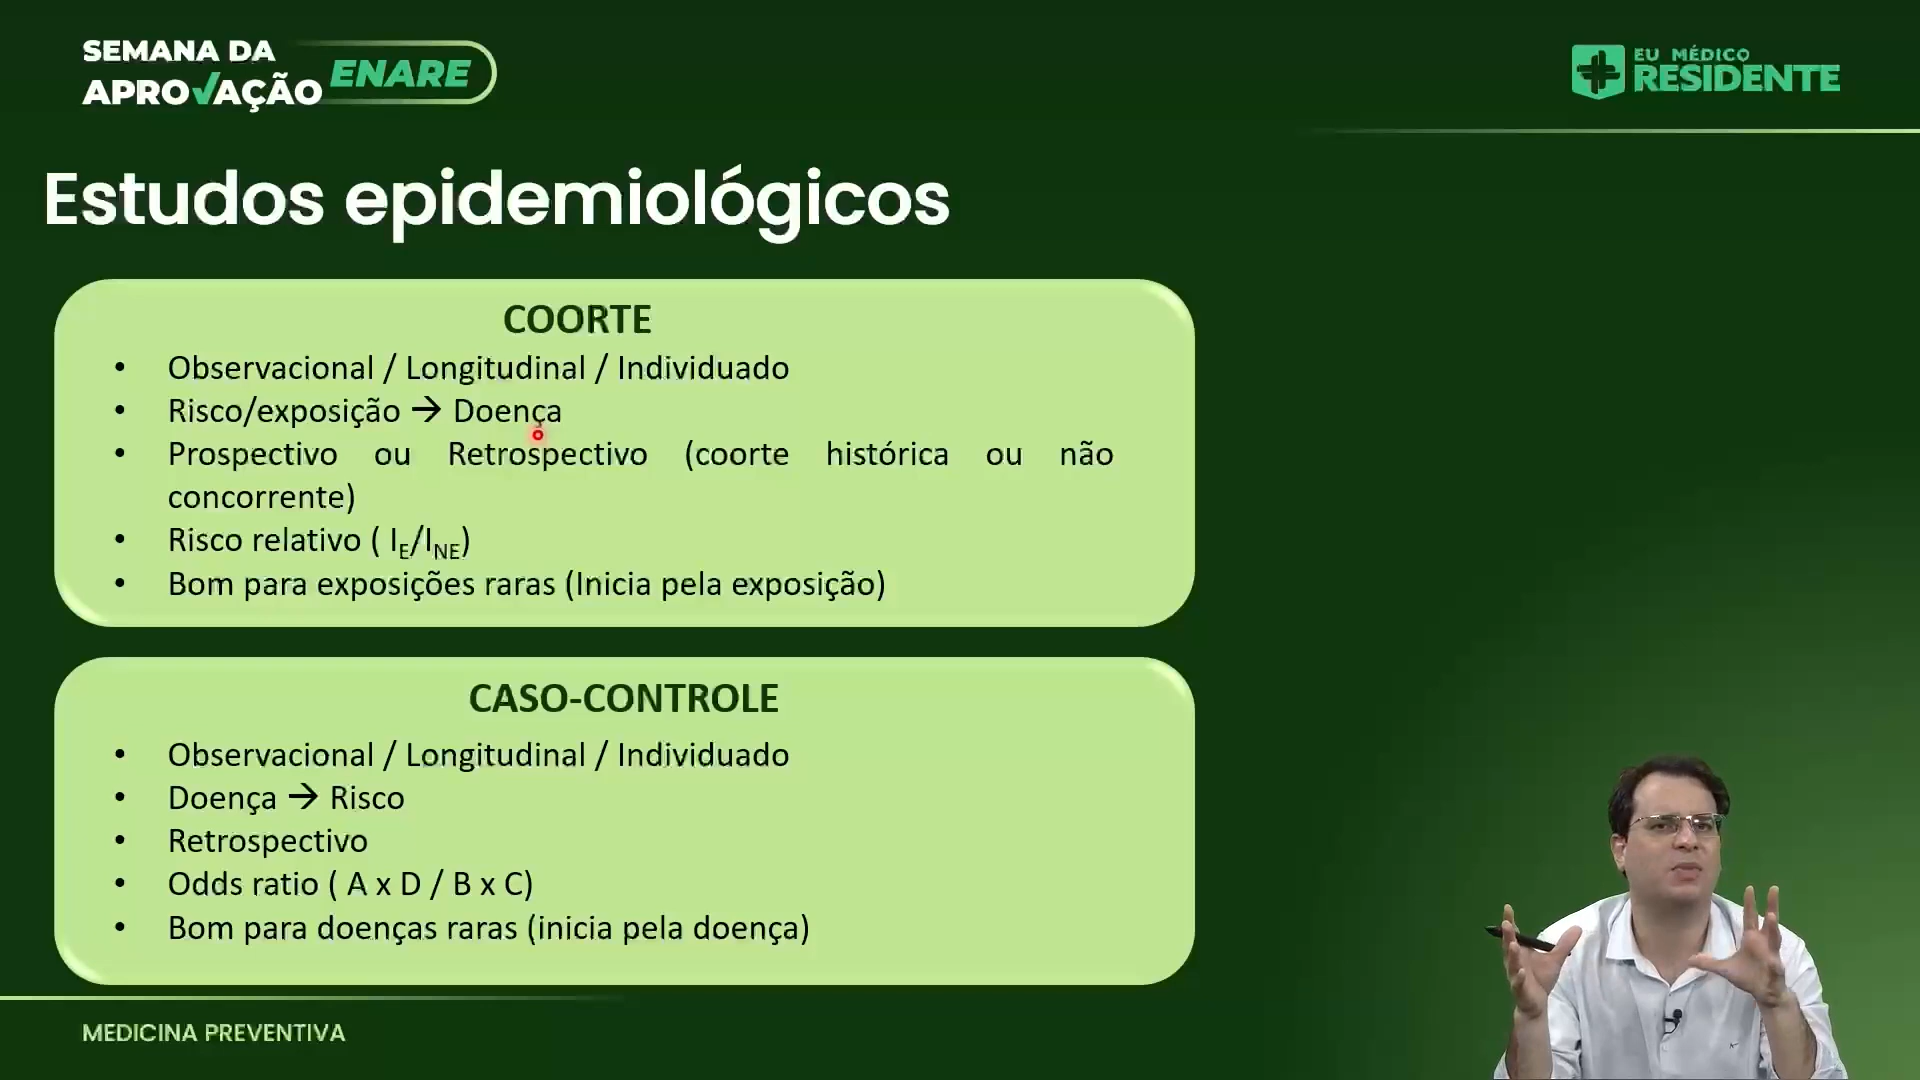 SEMANA DA
APROVAÇÃO ENARE
EU MÉDICO
RESIDENTE
Estudos epidemiológicos
COORTE
• Observacional / Longitudinal / Individuado
• Risco/exposição → Doença
• Prospectivo ou Retrospectivo (coorte histórica ou não
concorrente)
• Risco relativo ( IE/INE)
• Bom para exposições raras (Inicia pela exposição)
CASO-CONTROLE
• Observacional / Longitudinal / Individuado
• Doença → Risco
• Retrospectivo
• Odds ratio ( A x D / B x C)
• Bom para doenças raras (inicia pela doença)
MEDICINA PREVENTIVA